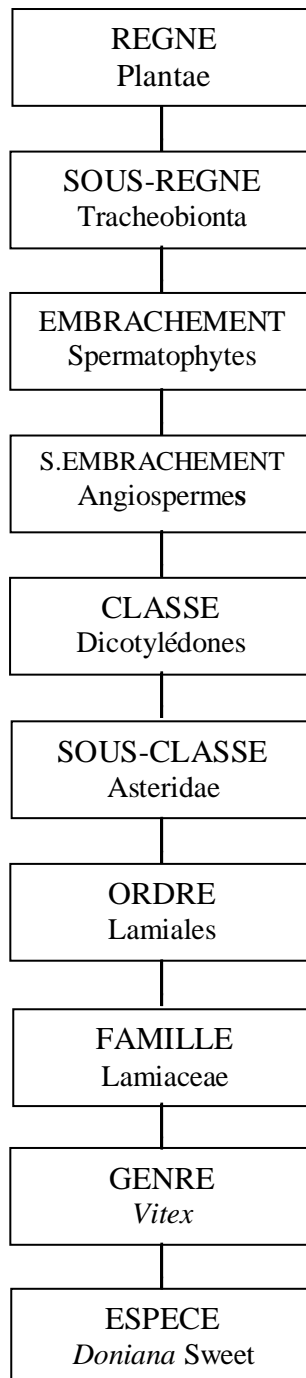 REGNE
Plantae
SOUS-REGNE
Tracheobionta
EMBRACHEMENT
Spermatophytes
S.EMBRACHEMENT
Angiospermes
CLASSE
Dicotylédones
SOUS-CLASSE
Asteridae
ORDRE
Lamiales
FAMILLE
Lamiaceae
GENRE
Vitex
ESPECE
Doniana Sweet